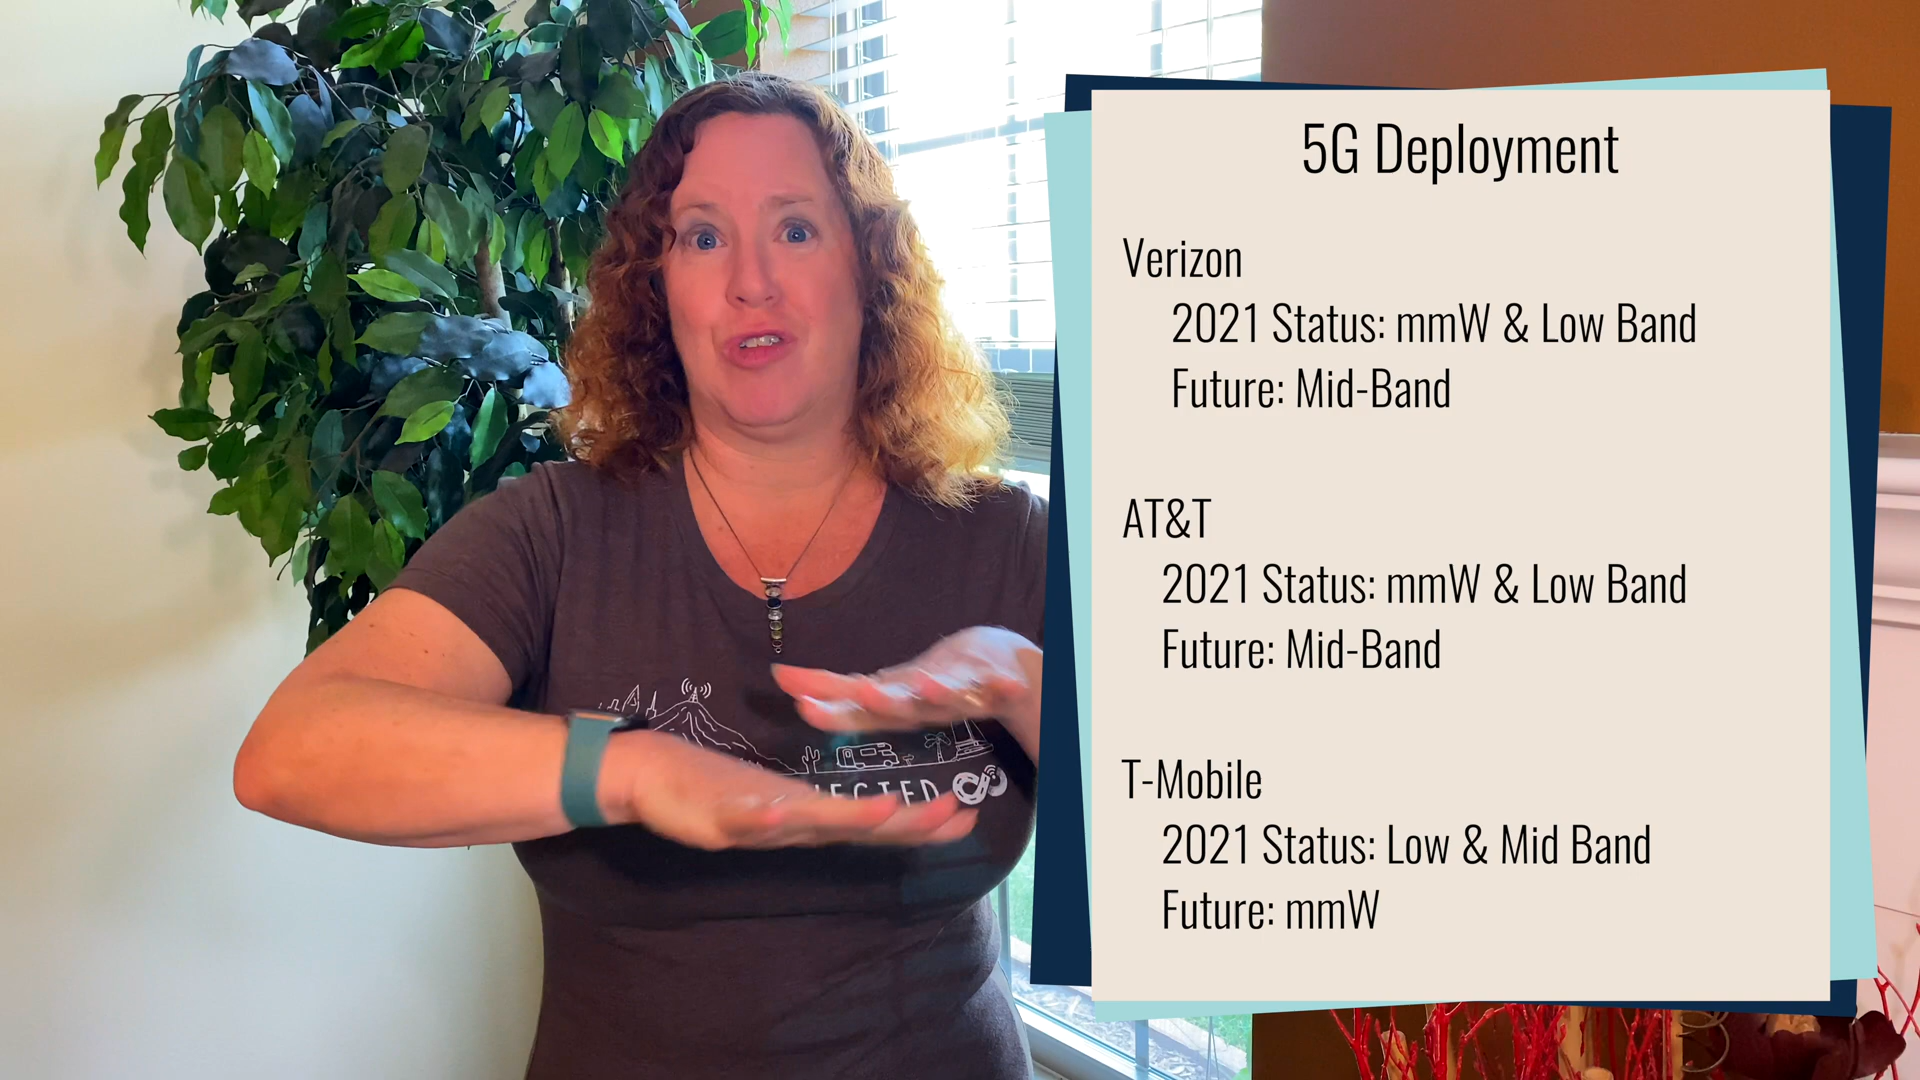 5G Deployment
Verizon
2021 Status: mmW & Low Band
Future: Mid-Band
AT&T
2021 Status: mmW & Low Band
Future: Mid-Band
T-Mobile
2021 Status: Low & Mid Band
Future: mmW